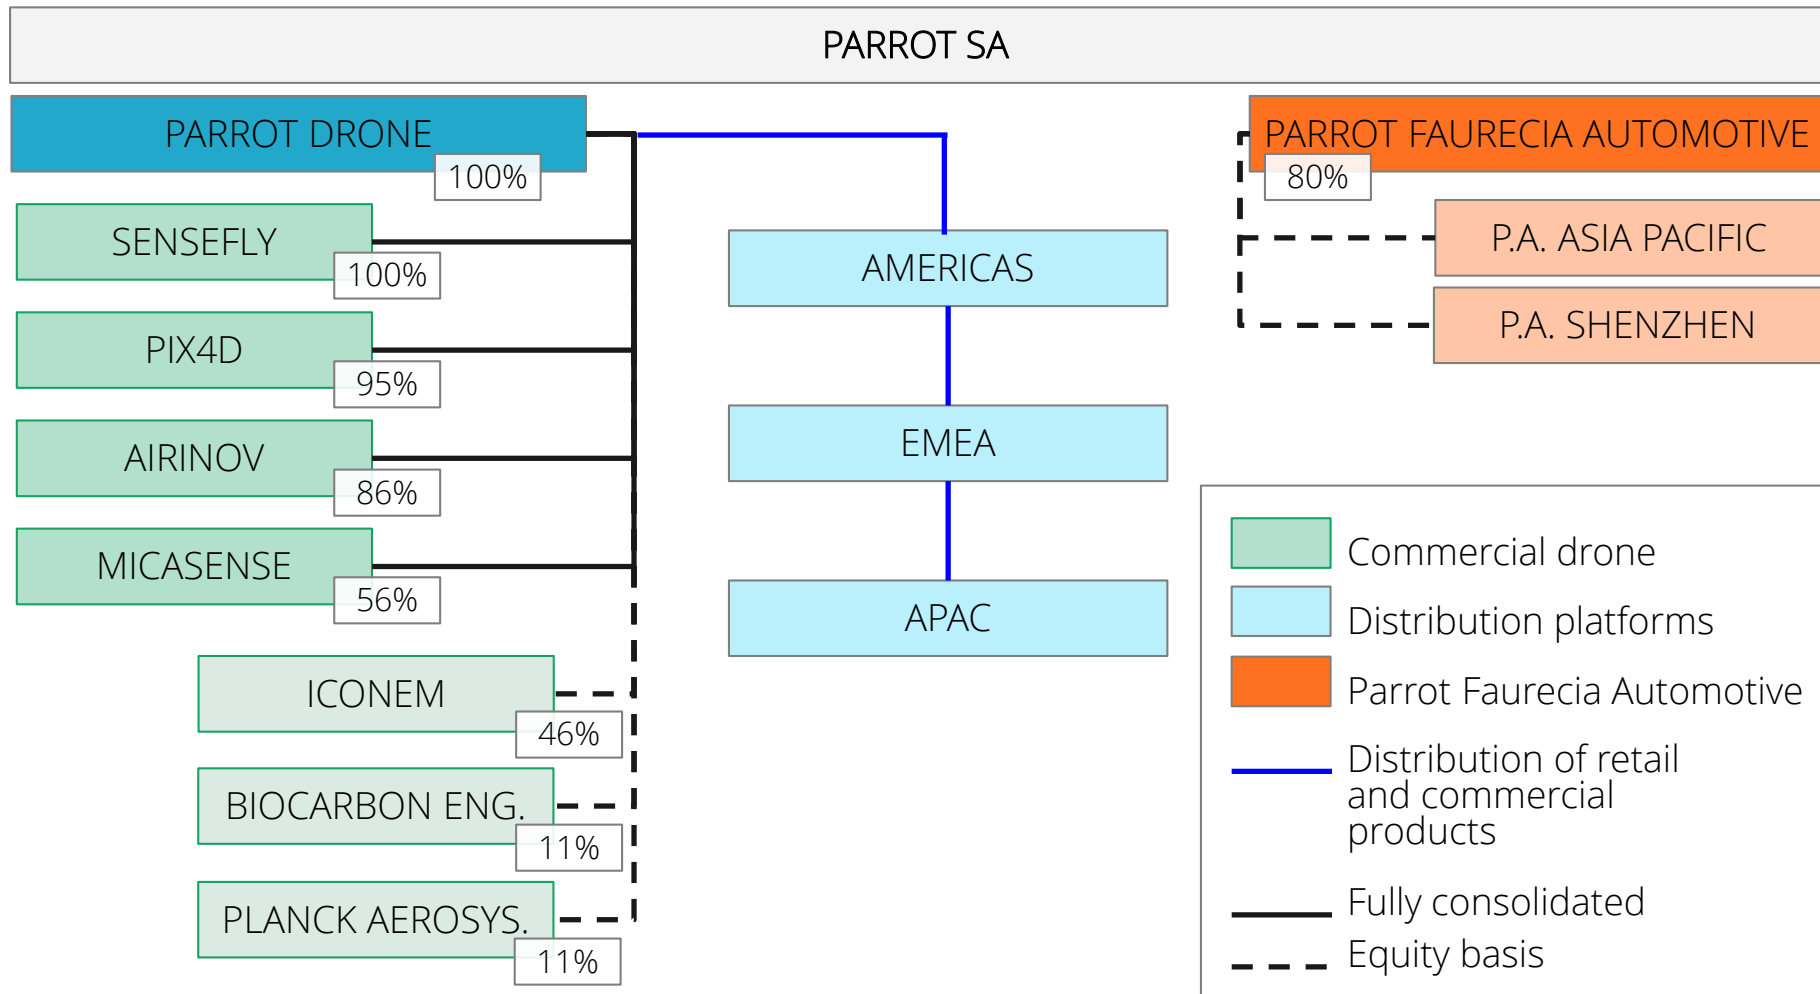 PARROT SA
PARROT DRONE
100%
SENSEFLY
100%
PIX4D
95%
AIRINOV
86%
MICASENSE
56%
ICONEM
46%
BIOCARBON ENG.
11%
PLANCK AEROSYS.
11%
AMERICAS
EMEA
APAC
PARROT FAURECIA AUTOMOTIVE
80%
P.A. ASIA PACIFIC
P.A. SHENZHEN
Commercial drone
Distribution platforms
Parrot Faurecia Automotive
Distribution of retail
and commercial
products
Fully consolidated
Equity basis